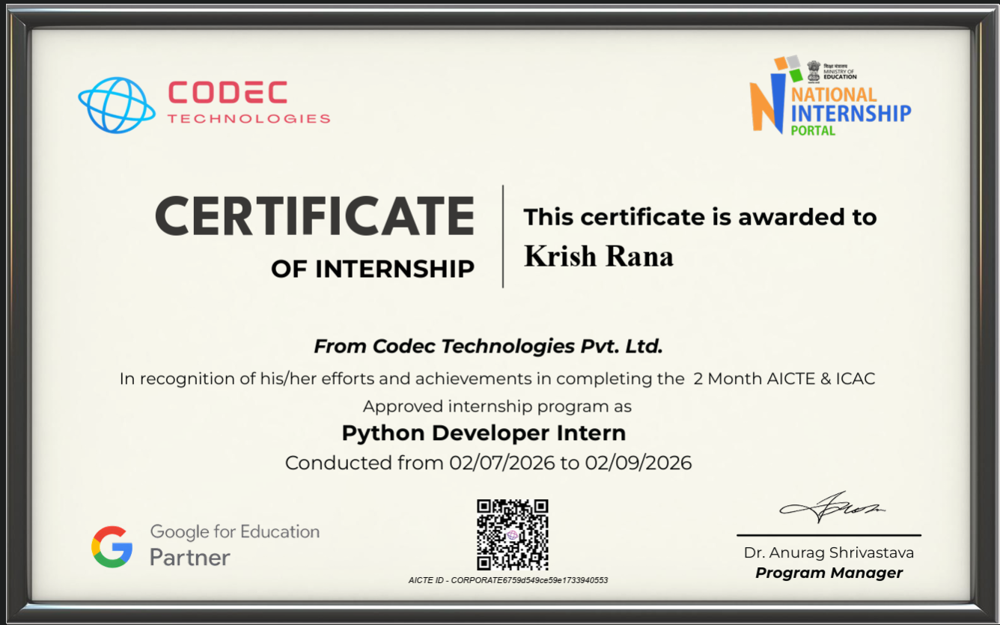 CODEC
TECHNOLOGIES
शिक्षा मंत्रालय
MINISTRY OF
EDUCATION
NATIONAL
INTERNSHIP
PORTAL
CERTIFICATE
OF INTERNSHIP
This certificate is awarded to
Krish Rana
From Codec Technologies Pvt. Ltd.
In recognition of his/her efforts and achievements in completing the 2 Month AICTE & ICAC
Approved internship program as
Python Developer Intern
Conducted from 02/07/2026 to 02/09/2026
Google for Education
Partner
AICTE ID - CORPORATE6759d549ce59e1733940553
Dr. Anurag Shrivastava
Program Manager